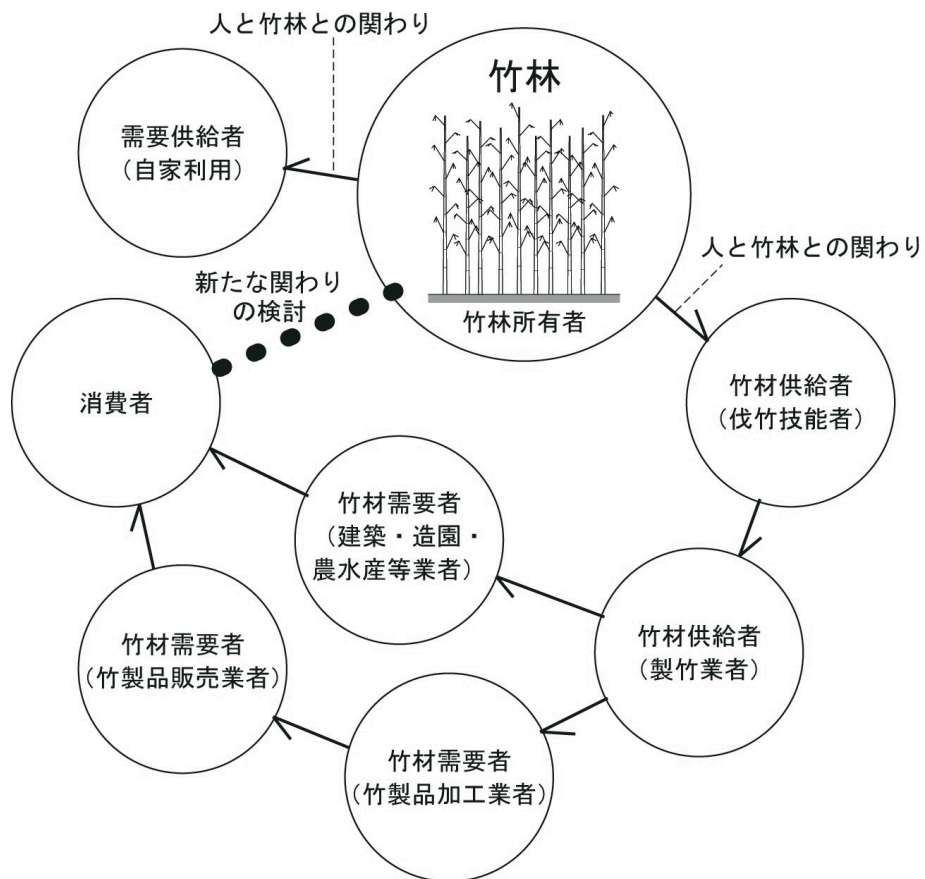 人と竹林との関わり
竹林
需要供給者
（自家利用）
竹林所有者
人と竹林との関わり
新たな関わり
の検討
消費者
竹材供給者
（伐竹技能者）
竹材需要者
（建築・造園・
農水産等業者）
竹材供給者
（製竹業者）
竹材需要者
（竹製品販売業者）
竹材需要者
（竹製品加工業者）